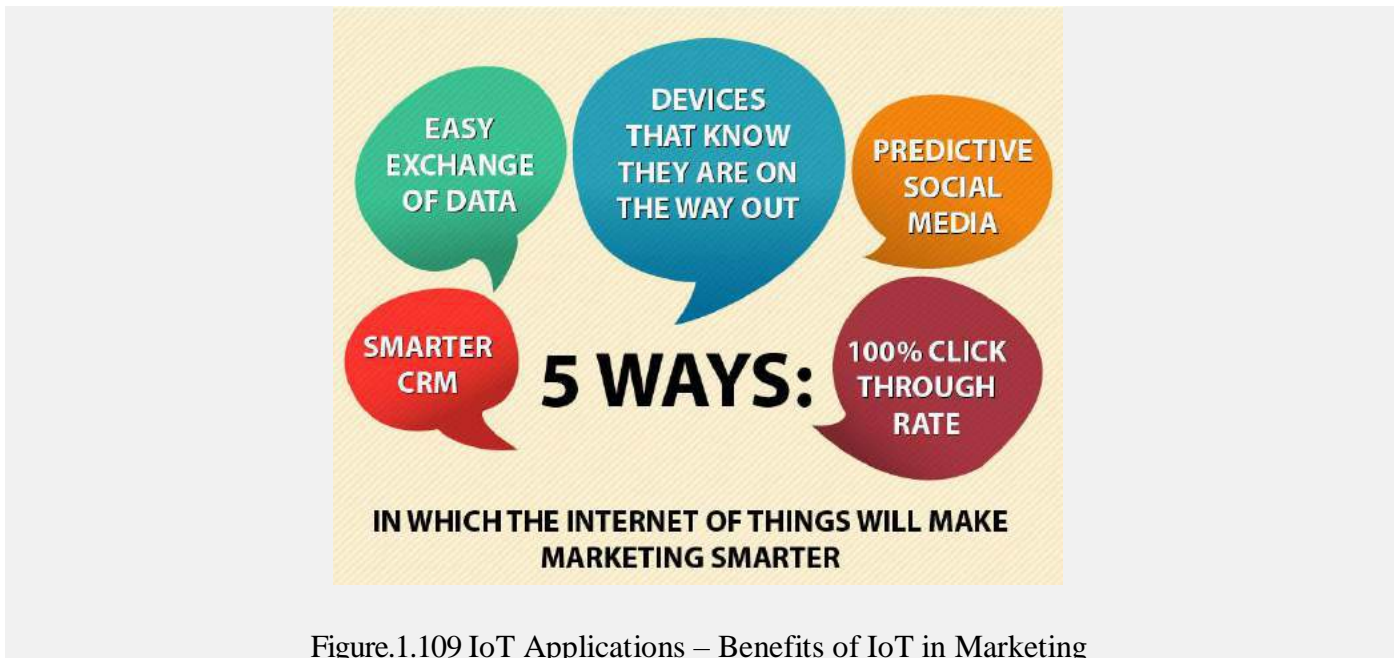 EASY
EXCHANGE
OF DATA
DEVICES
THAT KNOW
THEY ARE ON
THE WAY OUT
PREDICTIVE
SOCIAL
MEDIA
SMARTER
CRM
5 WAYS:
100% CLICK
THROUGH
RATE
IN WHICH THE INTERNET OF THINGS WILL MAKE
MARKETING SMARTER
Figure.1.109 IoT Applications – Benefits of IoT in Marketing